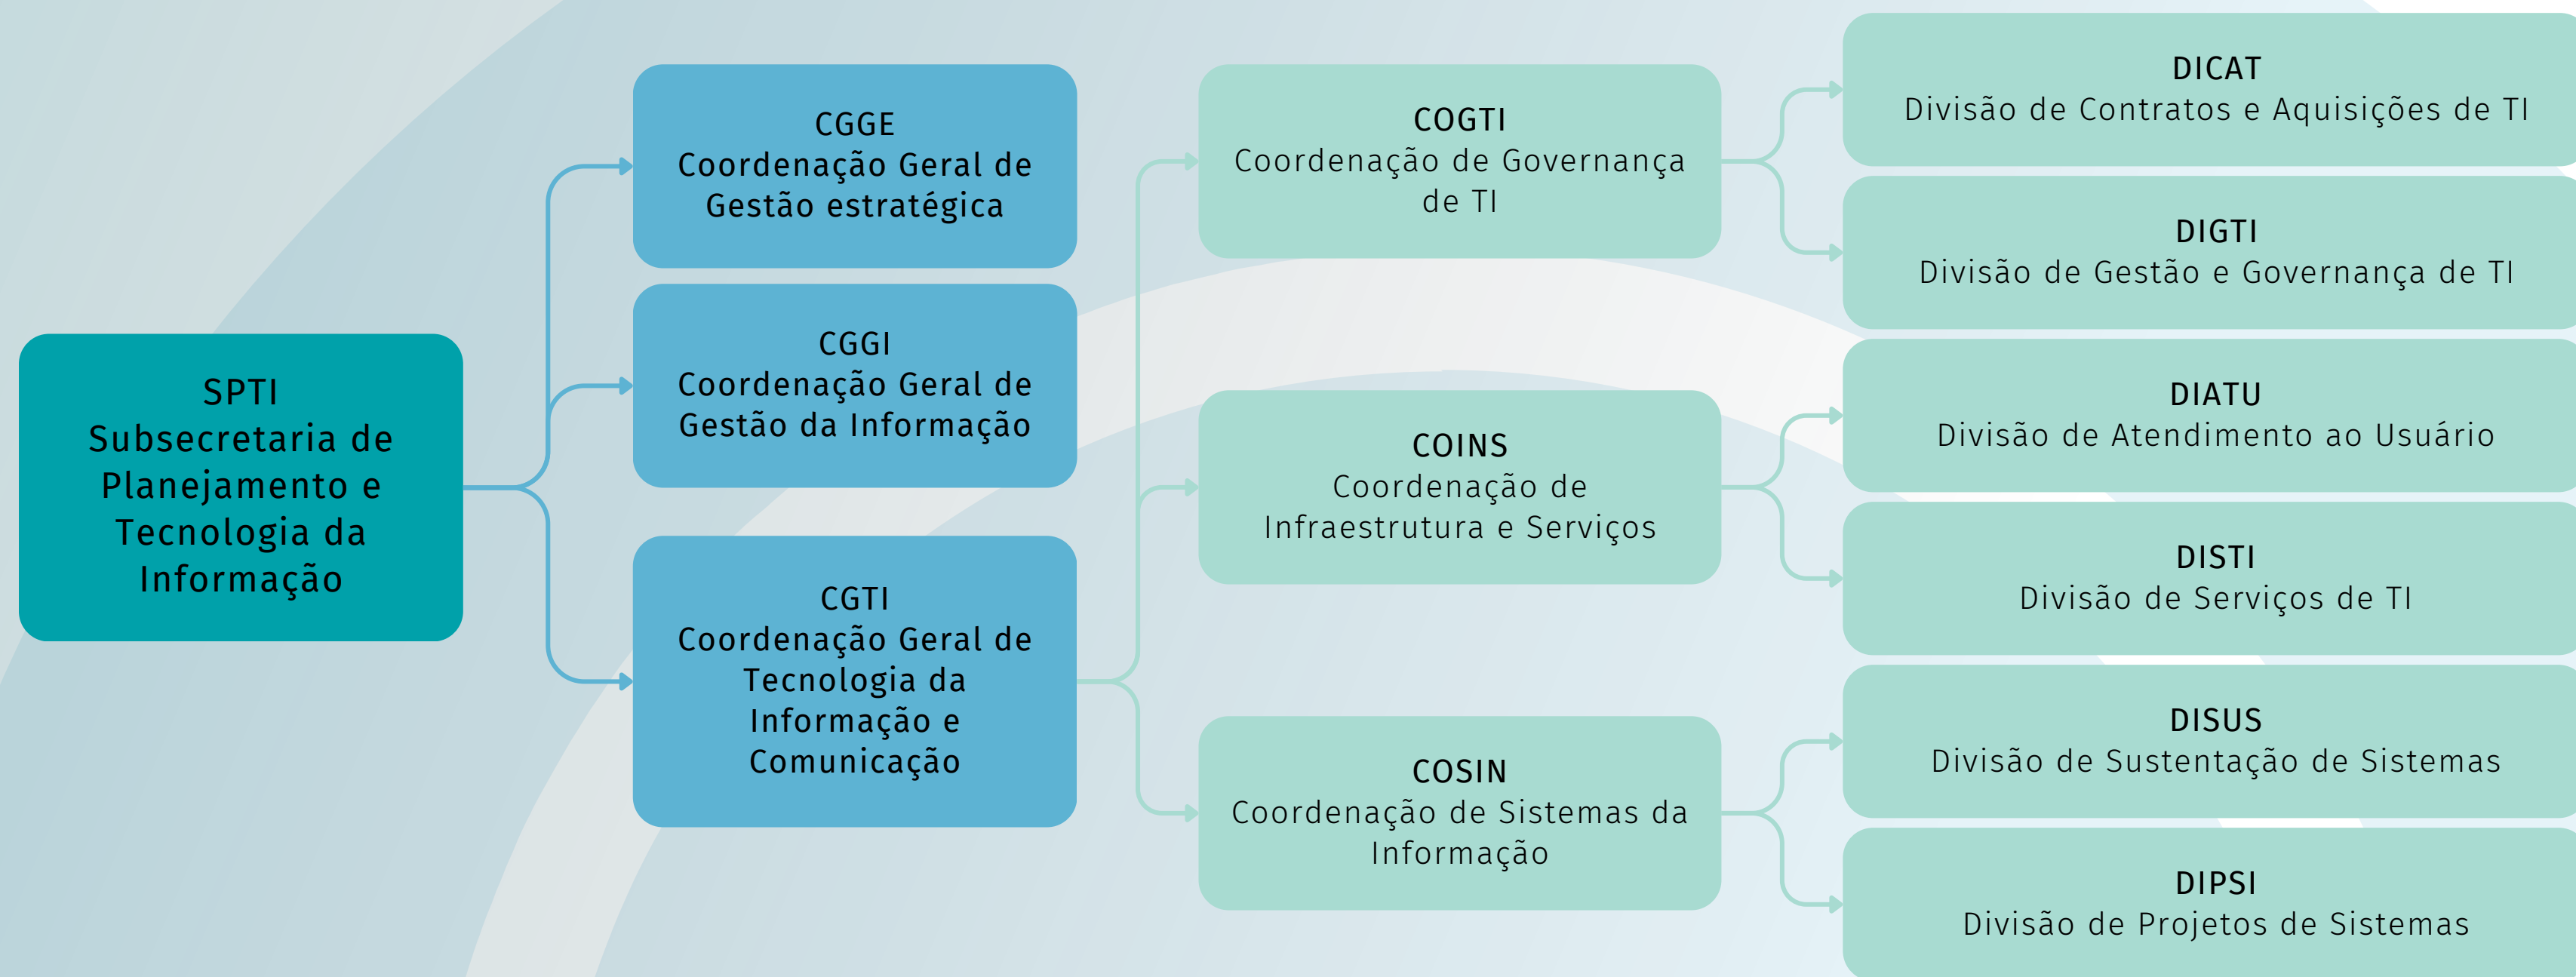 SPTI
Subsecretaria de
Planejamento e
Tecnologia da
Informação
CGGE
Coordenação Geral de
Gestão estratégica
CGGI
Coordenação Geral de
Gestão da Informação
CGTI
Coordenação Geral de
Tecnologia da
Informação e
Comunicação
COGTI
Coordenação de Governança
de TI
COINS
Coordenação de
Infraestrutura e Serviços
COSIN
Coordenação de Sistemas da
Informação
DICAT
Divisão de Contratos e Aquisições de TI
DIGTI
Divisão de Gestão e Governança de TI
DIATU
Divisão de Atendimento ao Usuário
DISTI
Divisão de Serviços de TI
DISUS
Divisão de Sustentação de Sistemas
DIPSI
Divisão de Projetos de Sistemas